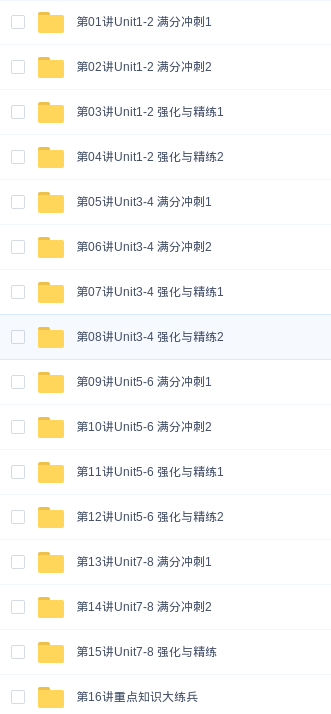 第01讲Unit1-2 满分冲刺1
第02讲Unit1-2 满分冲刺2
第03讲Unit1-2 强化与精练1
第04讲Unit1-2 强化与精练2
第05讲Unit3-4 满分冲刺1
第06讲Unit3-4 满分冲刺2
第07讲Unit3-4 强化与精练1
第08讲Unit3-4 强化与精练2
第09讲Unit5-6 满分冲刺1
第10讲Unit5-6 满分冲刺2
第11讲Unit5-6 强化与精练1
第12讲Unit5-6 强化与精练2
第13讲Unit7-8 满分冲刺1
第14讲Unit7-8 满分冲刺2
第15讲Unit7-8 强化与精练
第16讲重点知识大练兵